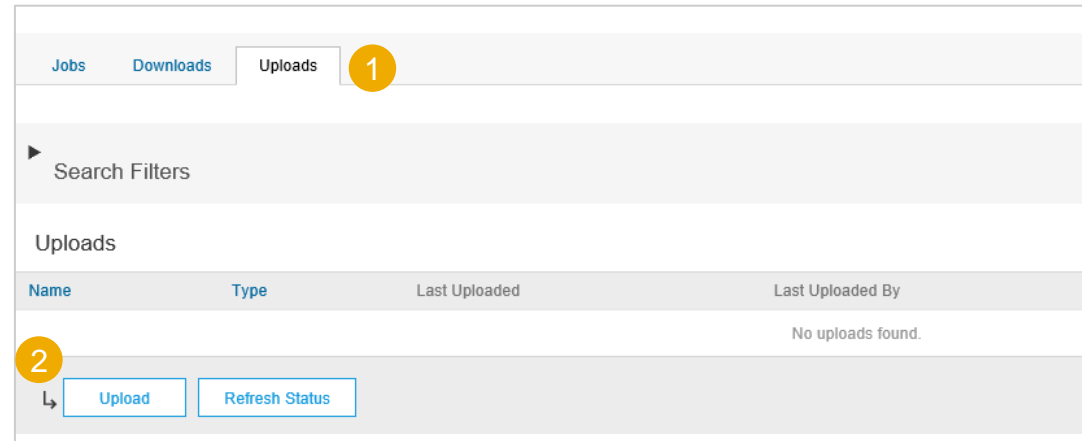 Jobs Downloads Uploads 1
Search Filters
Uploads
Name Type Last Uploaded Last Uploaded By
No uploads found.
2
Upload Refresh Status